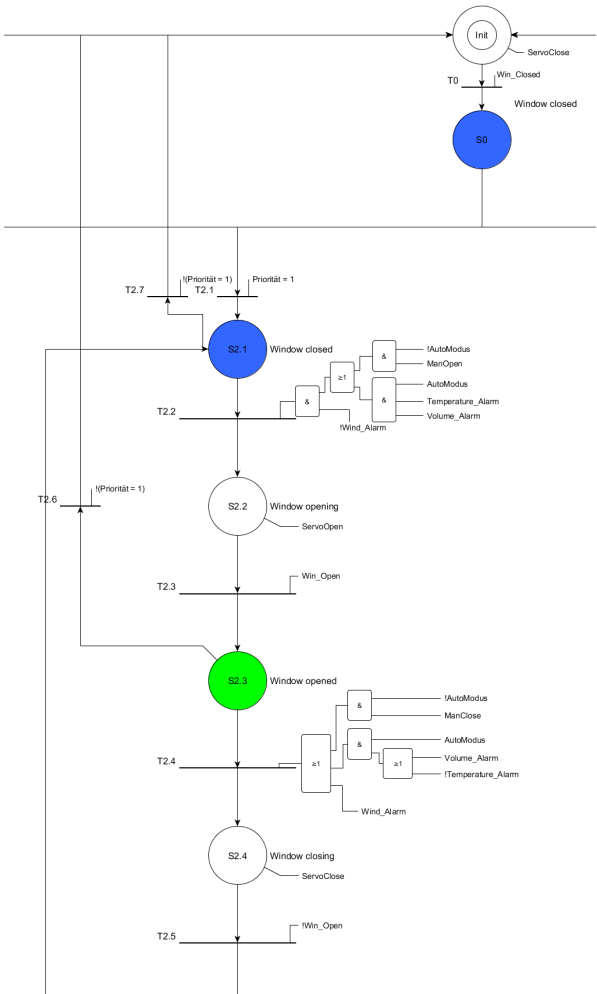 Init
ServoClose
T0
Win_Closed
Window closed
S0
T2.7
!(Priorität = 1)
T2.1
Priorität = 1
S2.1
Window closed
&
!AutoModus
ManOpen
≥1
&
AutoModus
Temperature_Alarm
Volume_Alarm
&
T2.2
!Wind_Alarm
T2.6
!(Priorität = 1)
S2.2
Window opening
ServoOpen
T2.3
Win_Open
S2.3
Window opened
&
!AutoModus
ManClose
&
AutoModus
≥1
≥1
Volume_Alarm
!Temperature_Alarm
T2.4
Wind_Alarm
S2.4
Window closing
ServoClose
T2.5
!Win_Open